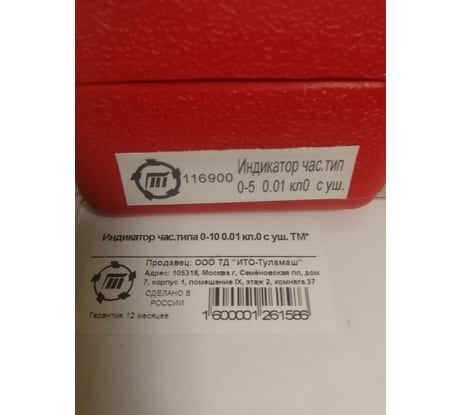 116900 Индикатор час.тип
0-5 0.01 кл0 с уш.
Индикатор час.типа 0-10 0.01 кл.0 с уш. ТМ*
Продавец: ООО ТД "ИТО-Туламаш"
Адрес: 105318, Москва г, Семёновская пл, дом
7, корпус 1, помещение IX, этаж 2, комната 37
СДЕЛАНО В
РОССИИ
Гарантия 12 месяцев
1 600001 261586